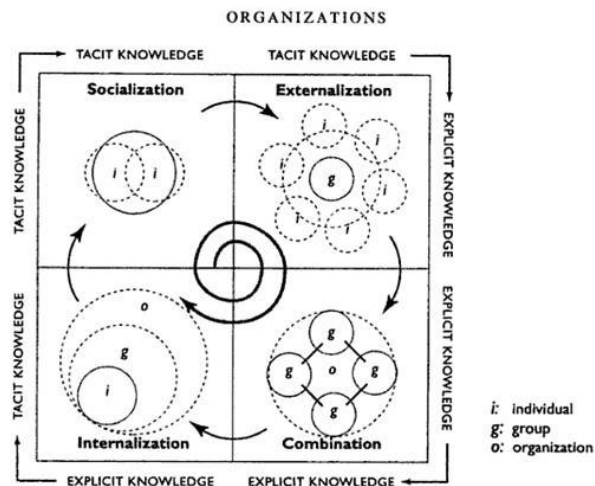 ORGANIZATIONS
TACIT KNOWLEDGE
TACIT KNOWLEDGE
TACIT KNOWLEDGE
Socialization
i
i
Externalization
i
i
i
i
i
i
g
EXPLICIT KNOWLEDGE
TACIT KNOWLEDGE
o
g
i
Internalization
g
g
o
g
g
Combination
EXPLICIT KNOWLEDGE
EXPLICIT KNOWLEDGE
EXPLICIT KNOWLEDGE
i: individual
g: group
o: organization